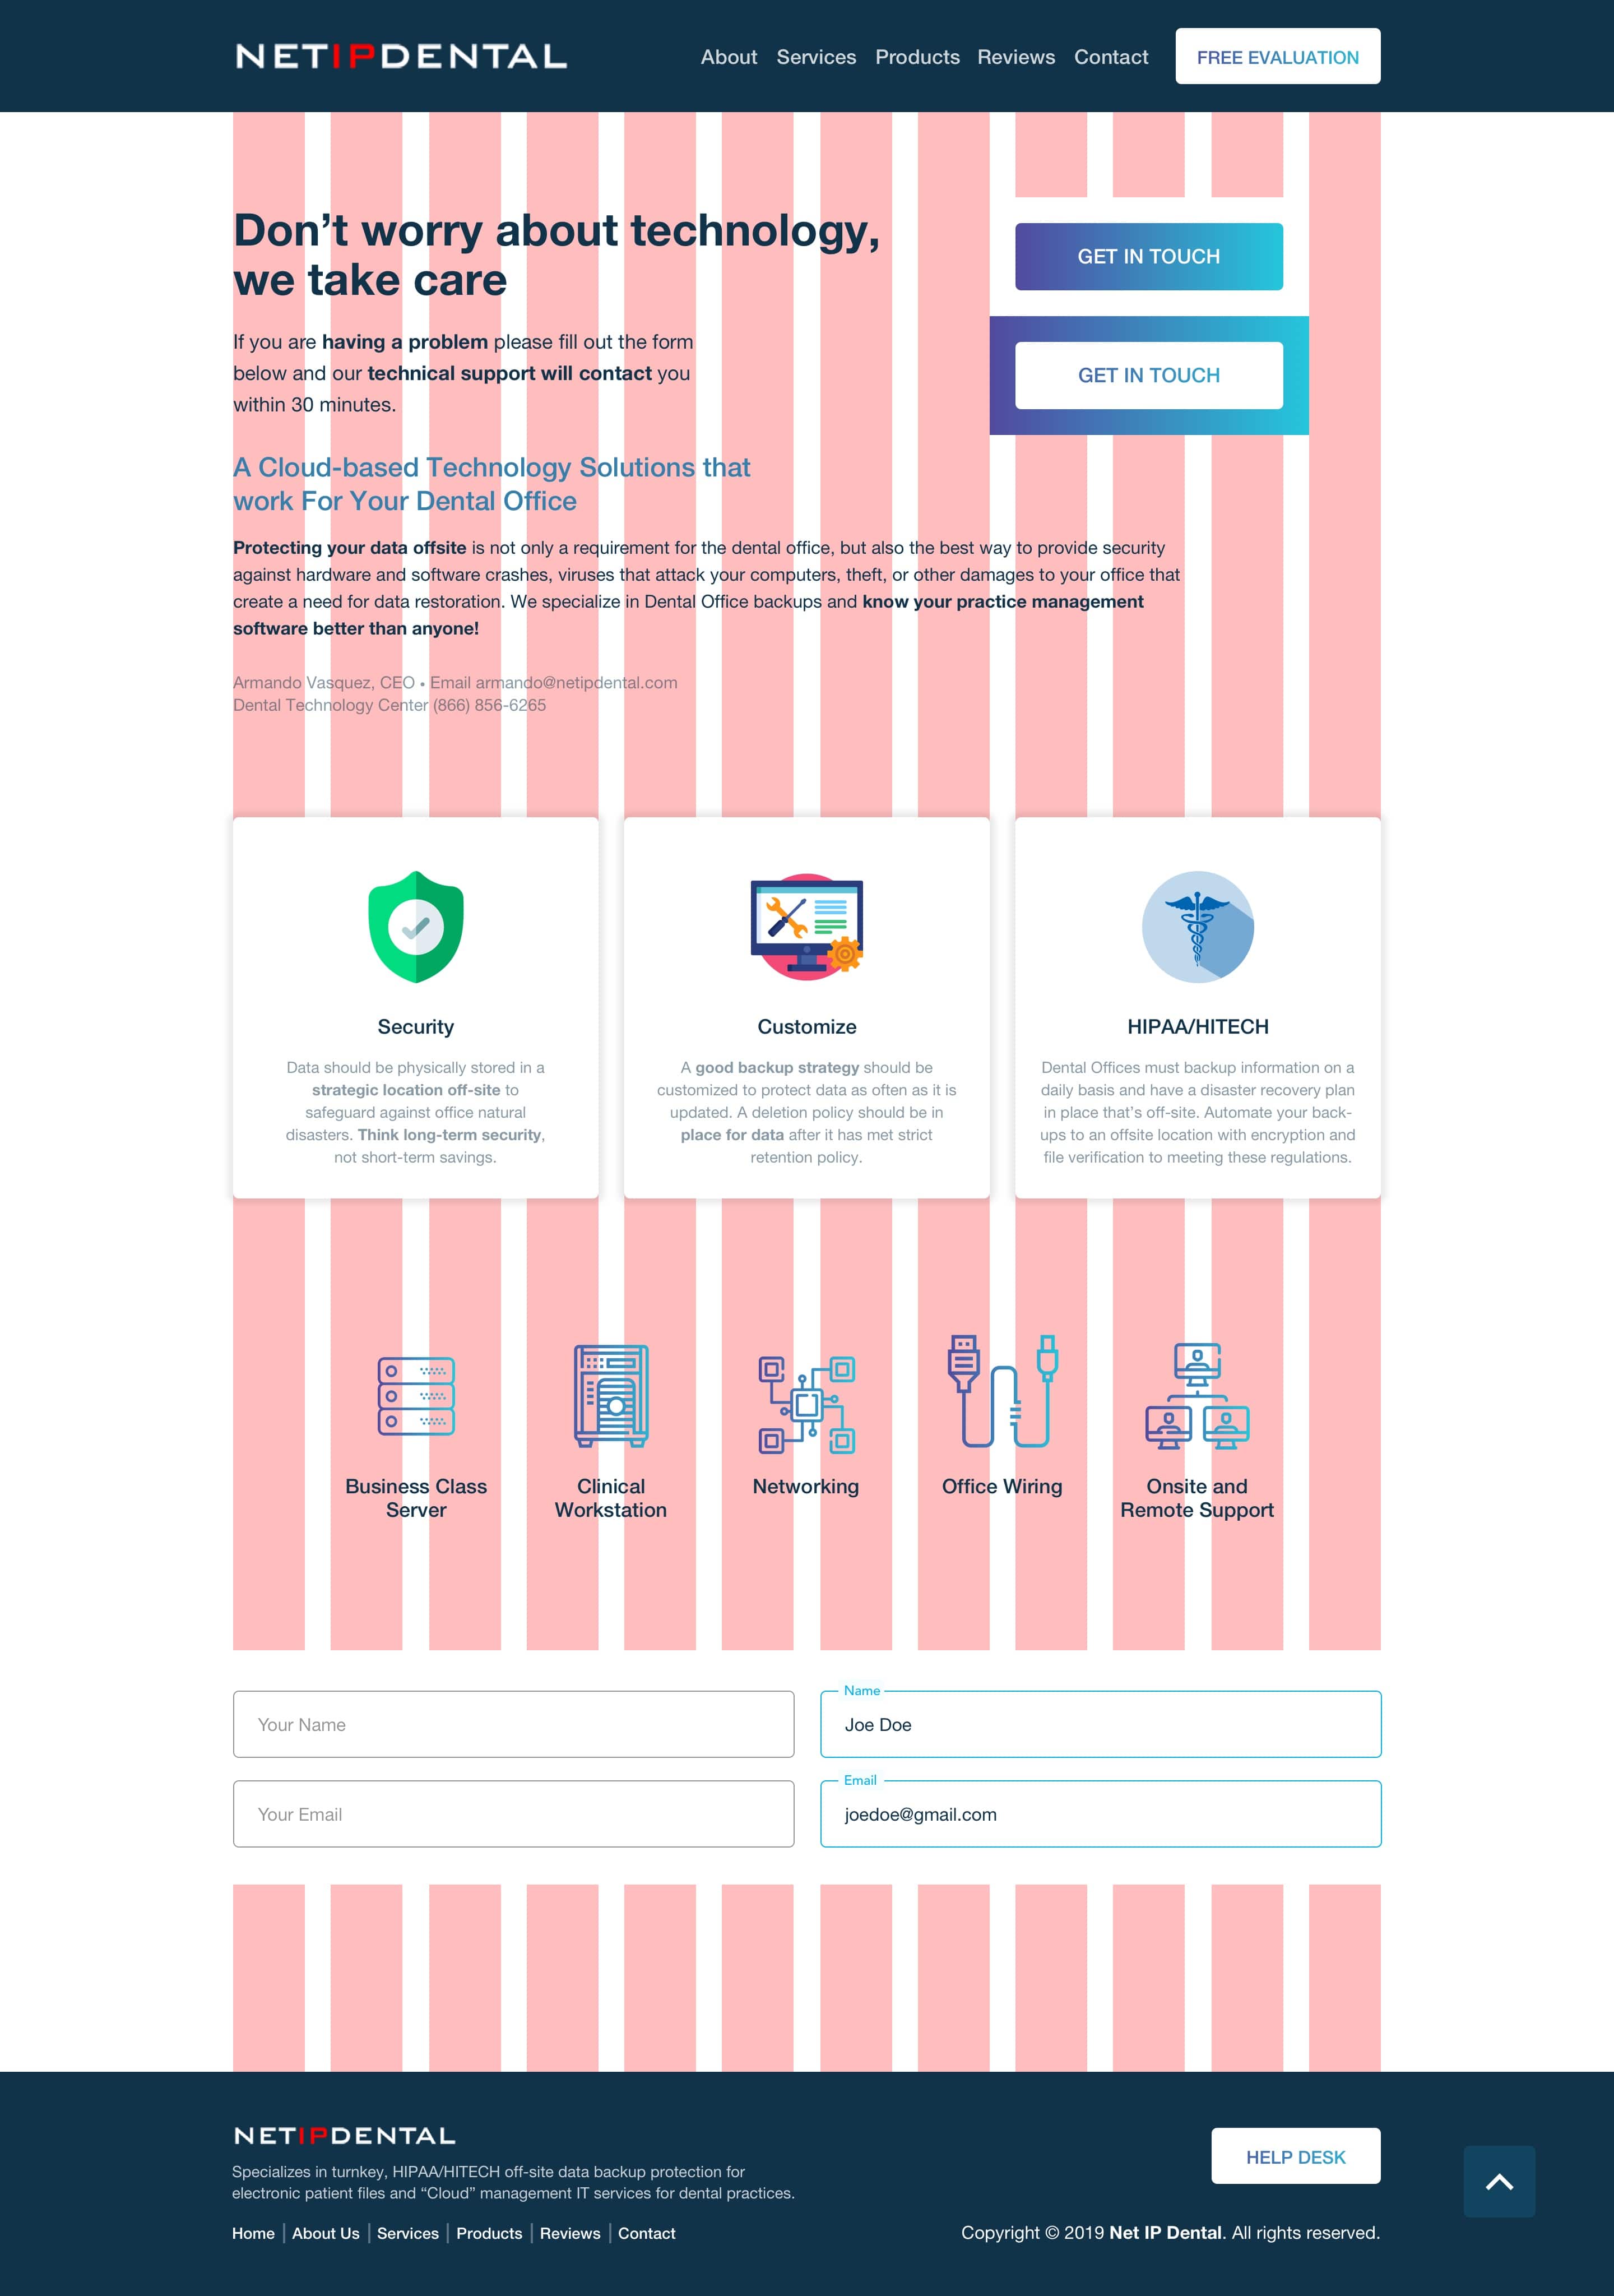 NETIPDENTAL
About Services Products Reviews Contact FREE EVALUATION
Don’t worry about technology,
we take care
GET IN TOUCH
GET IN TOUCH
If you are having a problem please fill out the form
below and our technical support will contact you
within 30 minutes.
A Cloud-based Technology Solutions that
work For Your Dental Office
Protecting your data offsite is not only a requirement for the dental office, but also the best way to provide security
against hardware and software crashes, viruses that attack your computers, theft, or other damages to your office that
create a need for data restoration. We specialize in Dental Office backups and know your practice management
software better than anyone!
Armando Vasquez, CEO • Email armando@netipdental.com
Dental Technology Center (866) 856-6265
Security
Data should be physically stored in a
strategic location off-site to
safeguard against office natural
disasters. Think long-term security,
not short-term savings.
Customize
A good backup strategy should be
customized to protect data as often as it is
updated. A deletion policy should be in
place for data after it has met strict
retention policy.
HIPAA/HITECH
Dental Offices must backup information on a
daily basis and have a disaster recovery plan
in place that’s off-site. Automate your back-
ups to an offsite location with encryption and
file verification to meeting these regulations.
Business Class
Server
Clinical
Workstation
Networking
Office Wiring
Onsite and
Remote Support
Your Name
Name
Joe Doe
Your Email
Email
joedoe@gmail.com
NETIPDENTAL
Specializes in turnkey, HIPAA/HITECH off-site data backup protection for
electronic patient files and “Cloud” management IT services for dental practices.
Home | About Us | Services | Products | Reviews | Contact
HELP DESK
Copyright © 2019 Net IP Dental. All rights reserved.